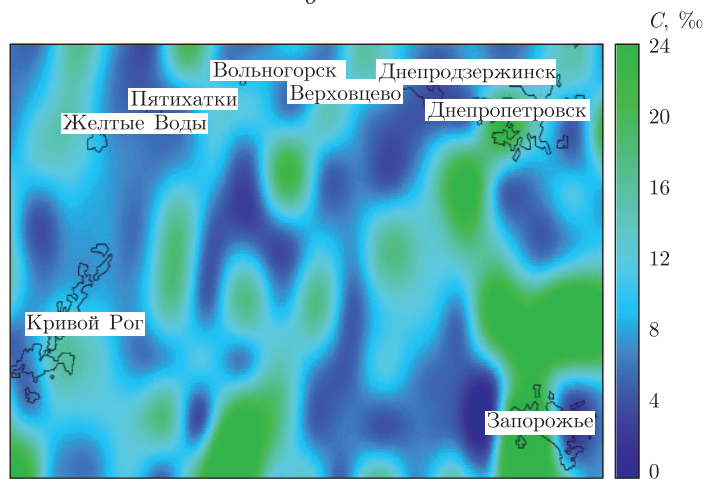 C, ‰
24
Вольногорск
Днепродзержинск
Пятихатки
Верховцево
Днепропетровск
20
Желтые Воды
16
12
Кривой Рог
8
4
Запорожье
0